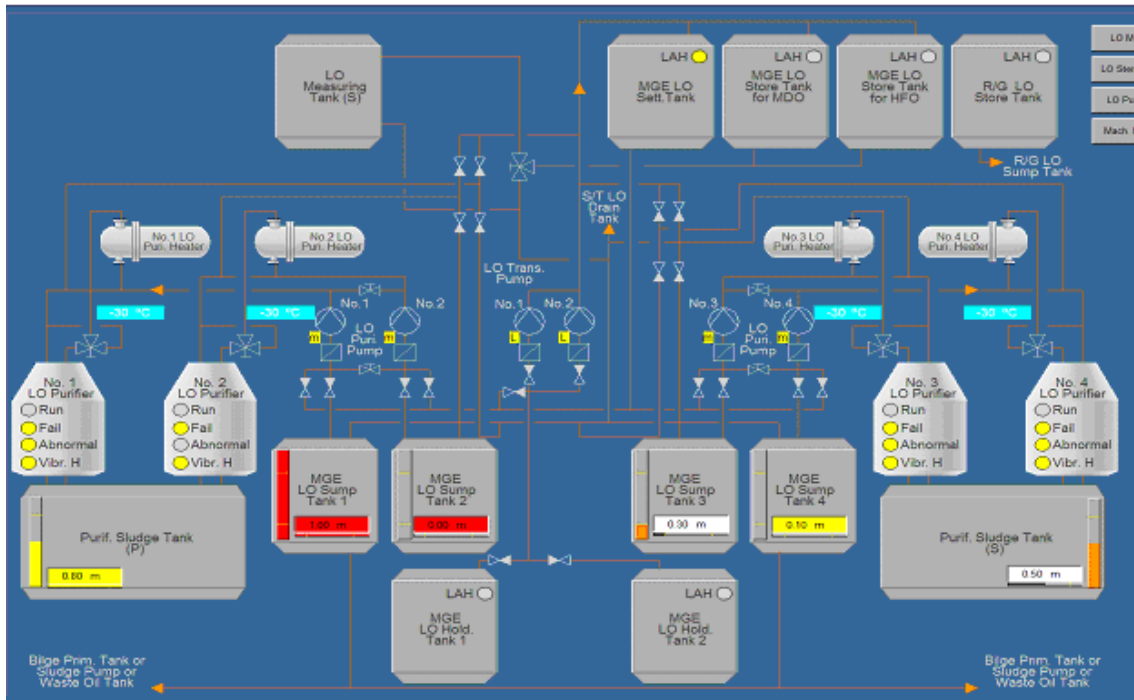 LO
Measuring
Tank (S)
LAH
MGE LO
Sett.Tank
LAH
MGE LO
Store Tank
for MDO
LAH
MGE LO
Store Tank
for HFO
LAH
R/G LO
Store Tank
R/G LO
Sump Tank
LO
LO
LO
Mach.
S/T LO
Drain
Tank
No.1 LO
Puri. Heater
No.2 LO
Puri. Heater
No.3 LO
Puri. Heater
No.4 LO
Puri. Heater
LO Trans.
Pump
-30 °C
-30 °C
No.1
No.2
No.1
No.2
No.3
No.4
-30 °C
-30 °C
m
m
L
L
m
m
LO
Puri.
Pump
LO
Puri.
Pump
No. 1
LO Purifier
Run
Fail
Abnormal
Vibr. H
No. 2
LO Purifier
Run
Fail
Abnormal
Vibr. H
No. 3
LO Purifier
Run
Fail
Abnormal
Vibr. H
No. 4
LO Purifier
Run
Fail
Abnormal
Vibr. H
MGE
LO Sump
Tank 1
1.00 m
MGE
LO Sump
Tank 2
0.00 m
MGE
LO Sump
Tank 3
0.30 m
MGE
LO Sump
Tank 4
0.10 m
Purif. Sludge Tank
(P)
0.80 m
Purif. Sludge Tank
(S)
0.50 m
LAH
MGE
LO Hold.
Tank 1
LAH
MGE
LO Hold.
Tank 2
Bilge Prim. Tank or
Sludge Pump or
Waste Oil Tank
Bilge Prim. Tank or
Sludge Pump or
Waste Oil Tank